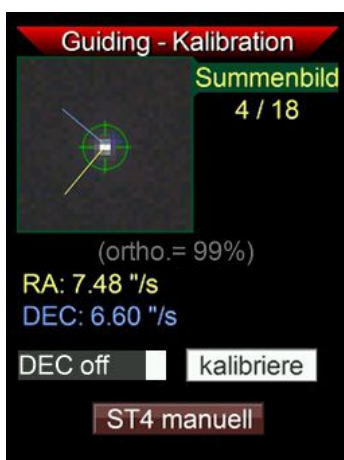 Guiding - Kalibration
Summenbild
4 / 18
(ortho.= 99%)
RA: 7.48 "/s
DEC: 6.60 "/s
DEC off
kalibriere
ST4 manuell